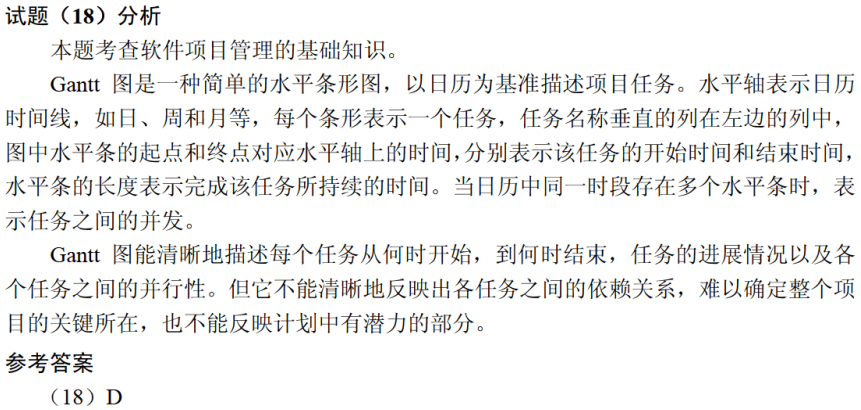 试题（18）分析
本题考查软件项目管理的基础知识。
Gantt 图是一种简单的水平条形图，以日历为基准描述项目任务。水平轴表示日历
时间线，如日、周和月等，每个条形表示一个任务，任务名称垂直的列在左边的列中，
图中水平条的起点和终点对应水平轴上的时间，分别表示该任务的开始时间和结束时间，
水平条的长度表示完成该任务所持续的时间。当日历中同一时段存在多个水平条时，表
示任务之间的并发。
Gantt 图能清晰地描述每个任务从何时开始，到何时结束，任务的进展情况以及各
个任务之间的并行性。但它不能清晰地反映出各任务之间的依赖关系，难以确定整个项
目的关键所在，也不能反映计划中有潜力的部分。
参考答案
（18）D